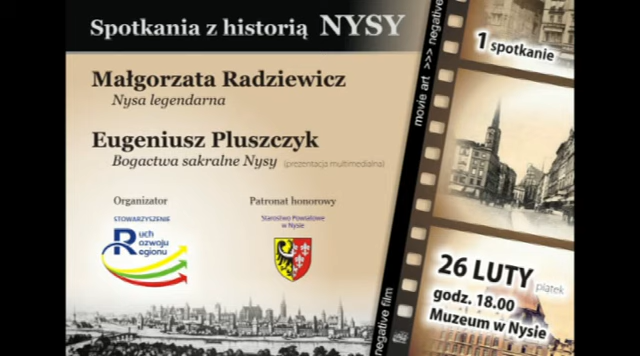 Spotkania z historią NYSY
Małgorzata Radziewicz
Nysa legendarna
Eugeniusz Pluszczyk
Bogactwa sakralne Nysy (prezentacja multimedialna)
Organizator
STOWARZYSZENIE
Ruch
Rozwoju
Regionu
Patronat honorowy
Starostwo Powiatowe
w Nysie
movie art >>> negative
1 spotkanie
26 LUTY piątek
godz. 18.00
Muzeum w Nysie
negative film